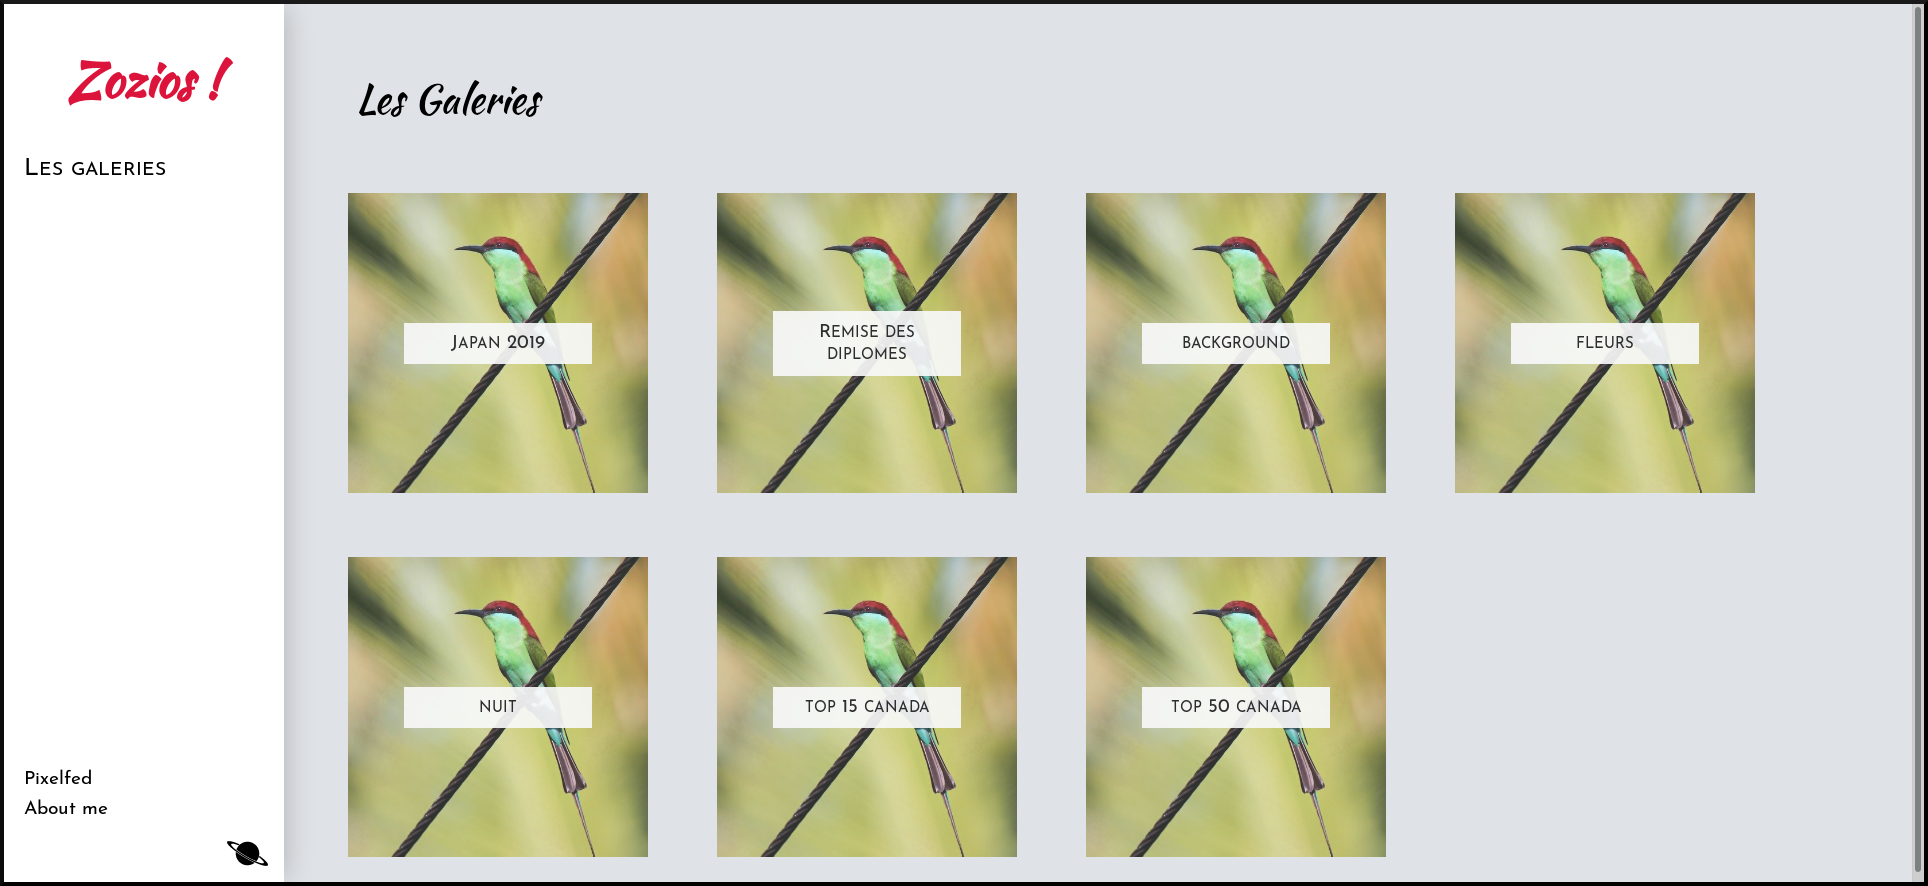 Zozios !
Les galeries
Pixelfed
About me
Les Galeries
Japan 2019
Remise des
diplomes
background
fleurs
nuit
top 15 canada
top 50 canada